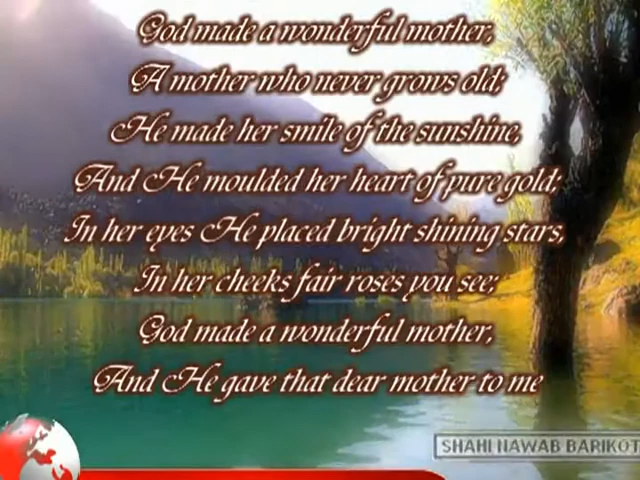 God made a wonderful mother,
A mother who never grows old;
He made her smile of the sunshine,
And He moulded her heart of pure gold;
In her eyes He placed bright shining stars,
In her cheeks fair roses you see;
God made a wonderful mother,
And He gave that dear mother to me
SHAHI NAWAB BARIKOT